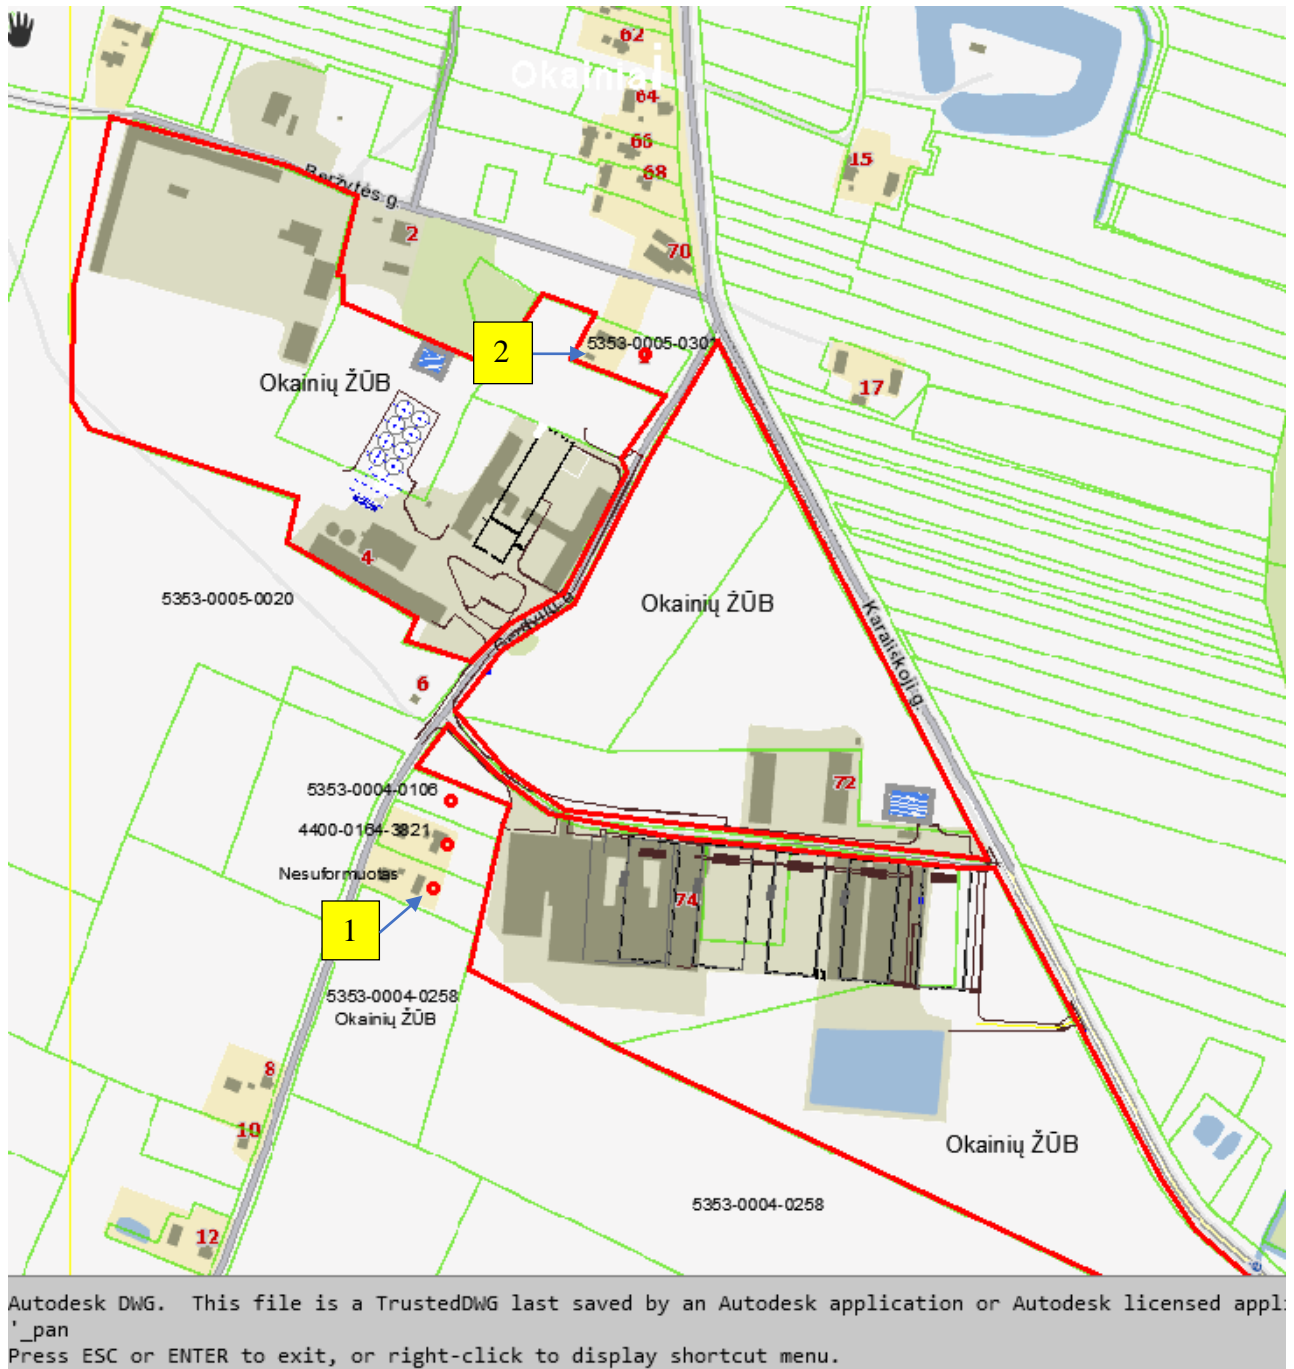 62
Okainiai
64
66
68
15
Beržytės g.
2
70
2
5353-0005-0301
17
Okainių ŽŪB
4
5353-0005-0020
Okainių ŽŪB
Karališkoji g.
6
72
5353-0004-0106
4400-0164-3821
Nesuformuotas
74
1
5353-0004-0258
Okainių ŽŪB
8
10
Okainių ŽŪB
5353-0004-0258
12
Autodesk DWG. This file is a TrustedDWG last saved by an Autodesk application or Autodesk licensed appli
'_pan
Press ESC or ENTER to exit, or right-click to display shortcut menu.